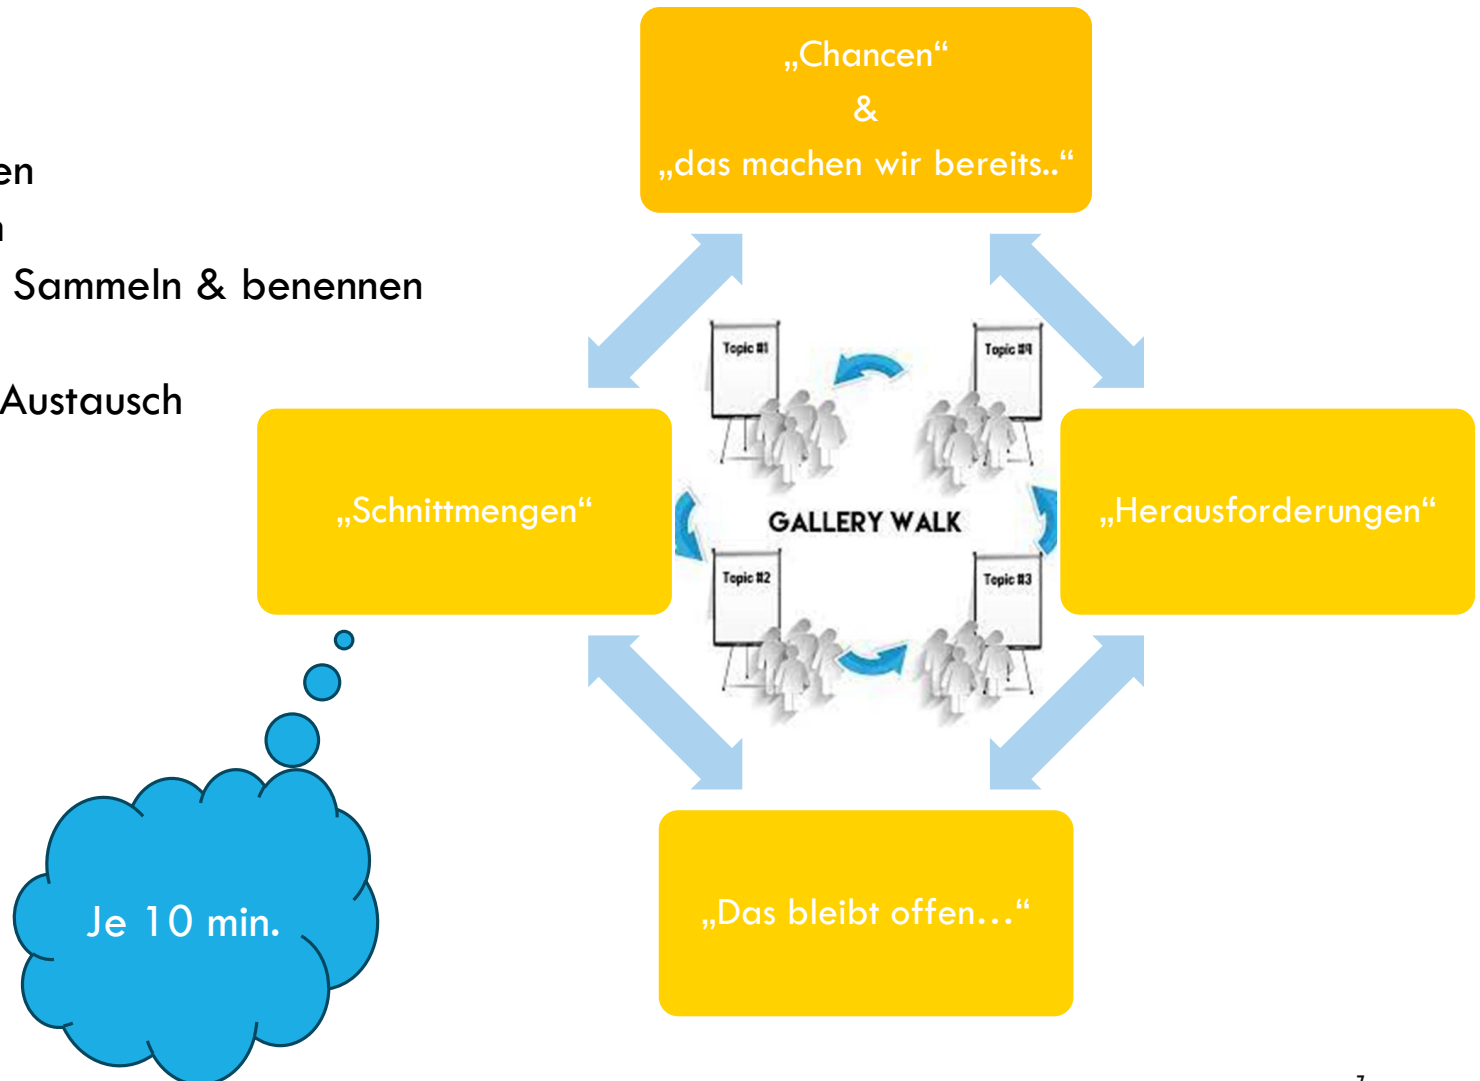 „Chancen“
&
„das machen wir bereits..“
en
Sammeln & benennen
Austausch
Topic #1
Topic #4
„Schnittmengen“
GALLERY WALK
„Herausforderungen“
Topic #2
Topic #3
Je 10 min.
„Das bleibt offen…“